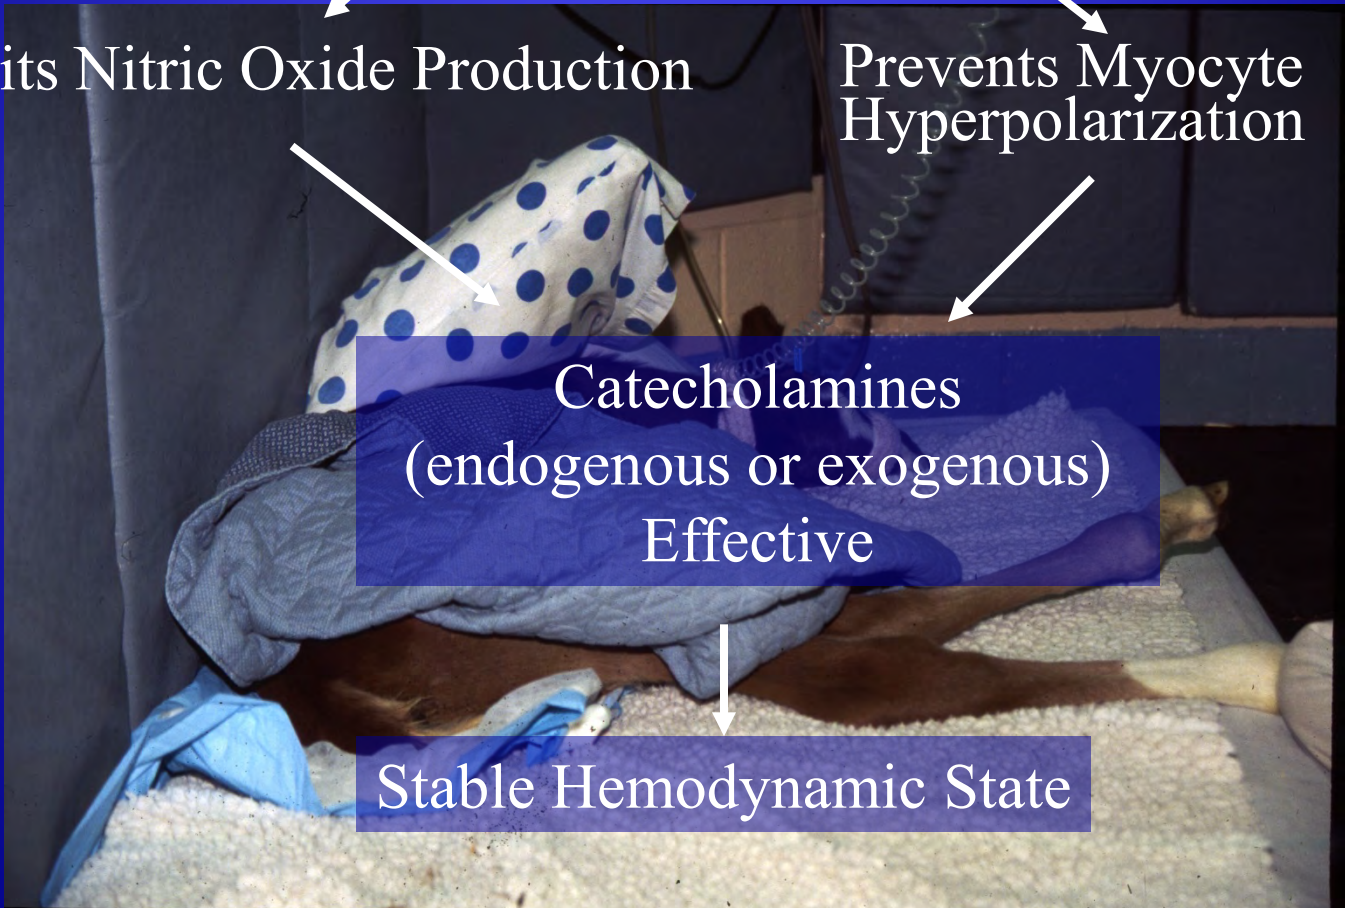 its Nitric Oxide Production
Prevents Myocyte
Hyperpolarization
Catecholamines
(endogenous or exogenous)
Effective
Stable Hemodynamic State